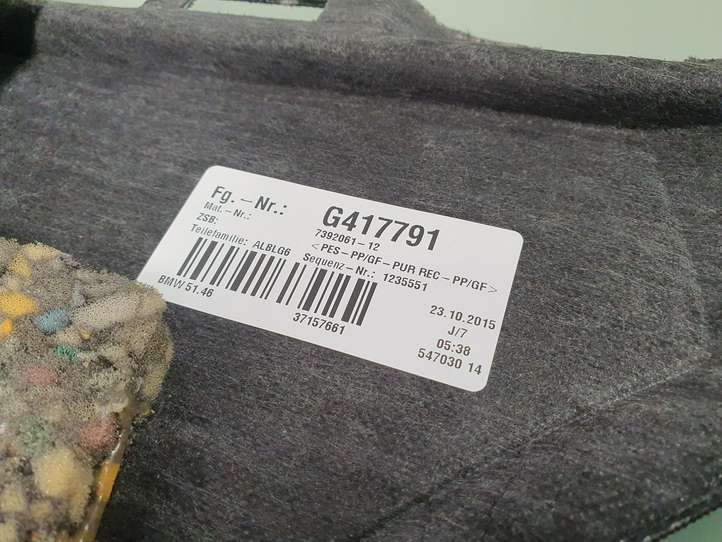 Fg.-Nr.: G417791
Mat.-Nr.: 7392061-12
ZSB: <PES-PP/GF-PUR REC-PP/GF>
Teilefamilie: ALBLG6 Sequenz-Nr.: 1235551
BMW 51.46
37157661
23.10.2015
J/7
05:38
547030 14